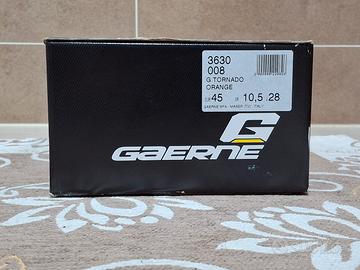 3630
008
G.TORNADO
ORANGE
45 10,5 28
GAERNE